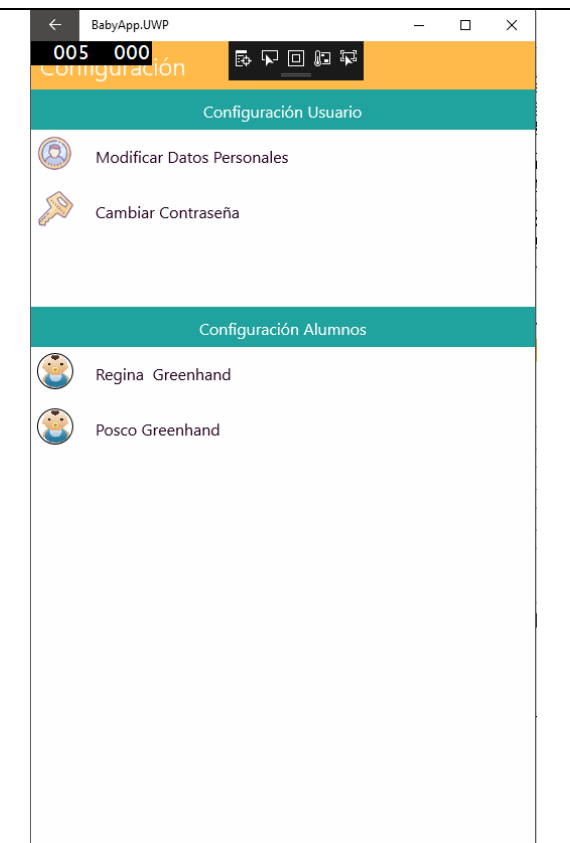 BabyApp.UWP
005 000
Configuración
Configuración Usuario
Modificar Datos Personales
Cambiar Contraseña
Configuración Alumnos
Regina Greenhand
Posco Greenhand